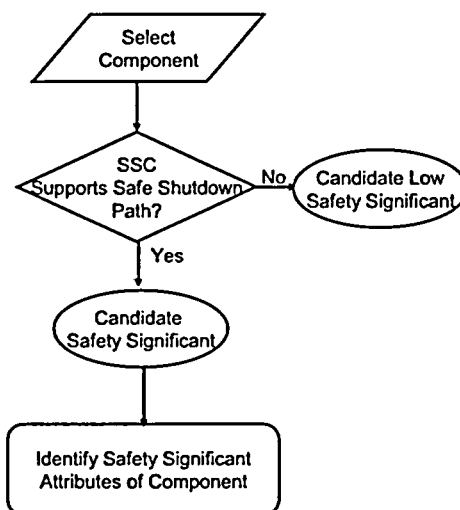 Select
Component
SSC
Supports Safe Shutdown
Path?
No
Candidate Low
Safety Significant
Yes
Candidate
Safety Significant
Identify Safety Significant
Attributes of Component